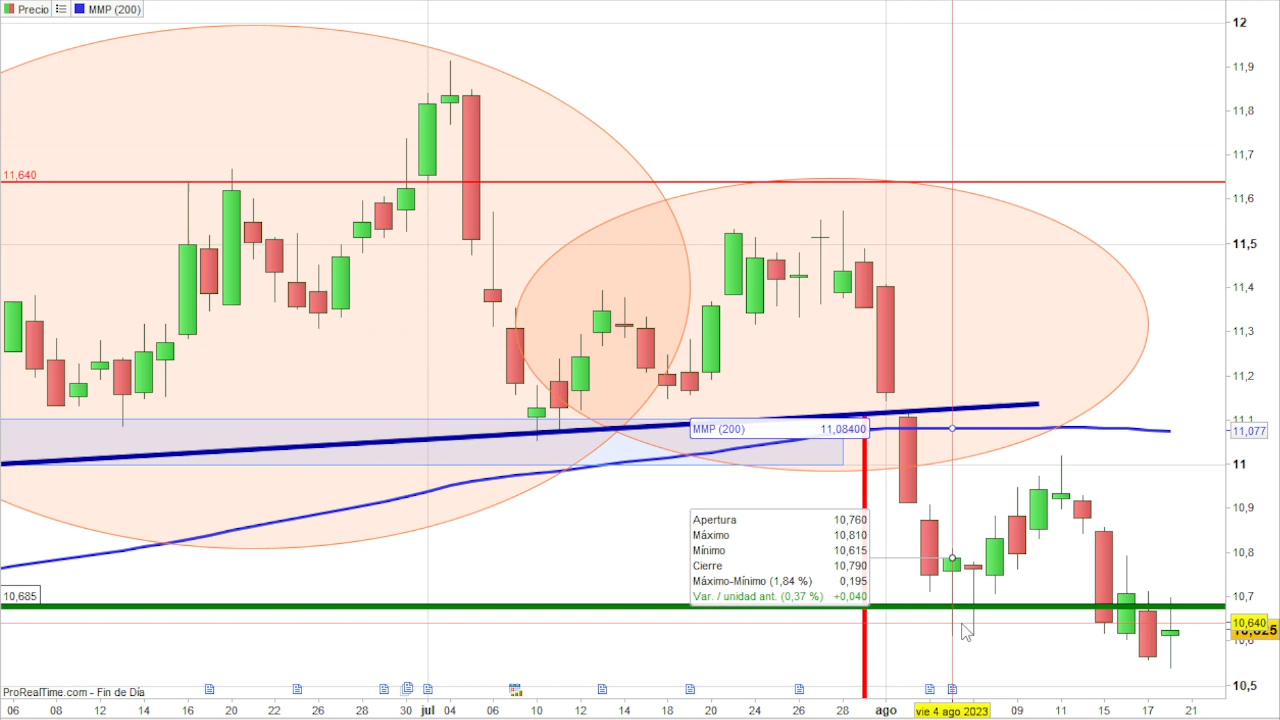 Precio MMP (200)
12
11,9
11,8
11,7
11,640
11,6
11,5
11,4
11,3
11,2
11,1
MMP (200) 11,08400
11,077
11
10,9
Apertura 10,760
Máximo 10,810
Mínimo 10,615
Cierre 10,790
Máximo-Mínimo (1,84 %) 0,195
Var. / unidad ant. (0,37 %) +0,040
10,8
10,7
10,685
10,640
10,6
10,5
ProRealTime.com - Fin de Día
06 08 12 14 16 20 22 26 28 30 jul 04 06 10 12 14 18 20 24 26 28 ago vie 4 ago 2023 09 11 15 17 21